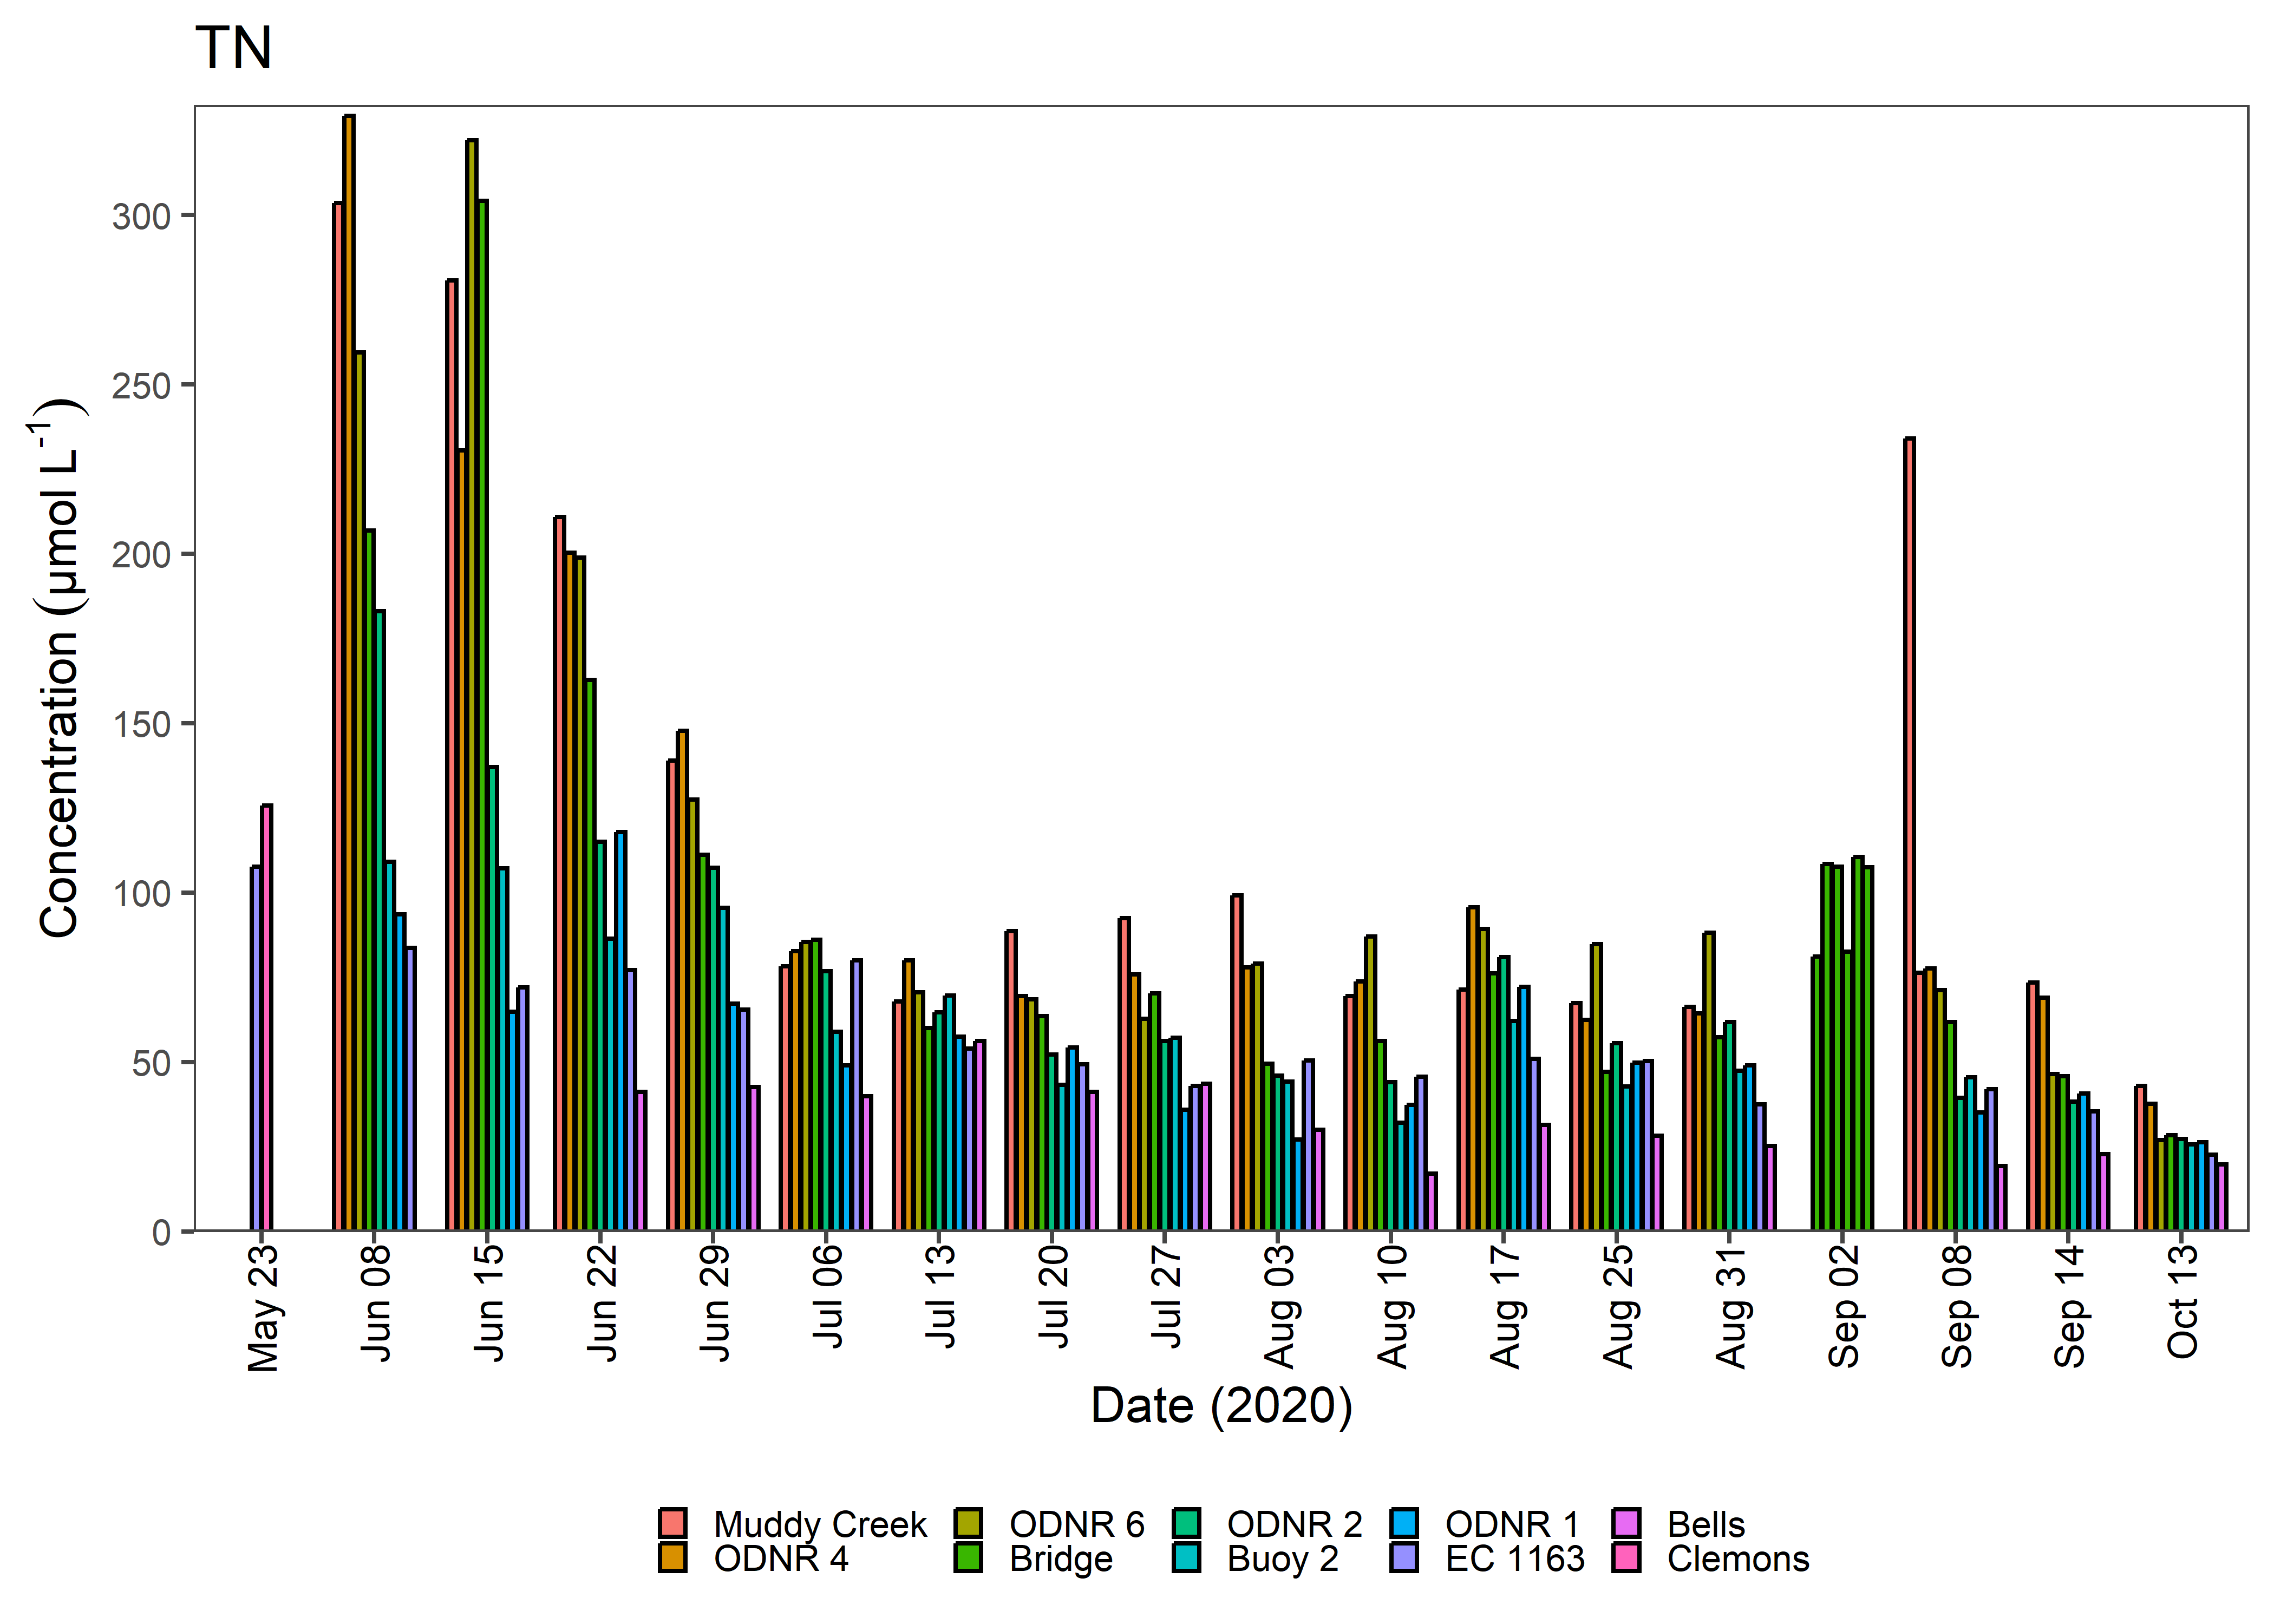 TN
Concentration (µmol L⁻¹)
300
250
200
150
100
50
0
May 23
Jun 08
Jun 15
Jun 22
Jun 29
Jul 06
Jul 13
Jul 20
Jul 27
Aug 03
Aug 10
Aug 17
Aug 25
Aug 31
Sep 02
Sep 08
Sep 14
Oct 13
Date (2020)
Muddy Creek ODNR 6 ODNR 2 ODNR 1 Bells
ODNR 4 Bridge Buoy 2 EC 1163 Clemons